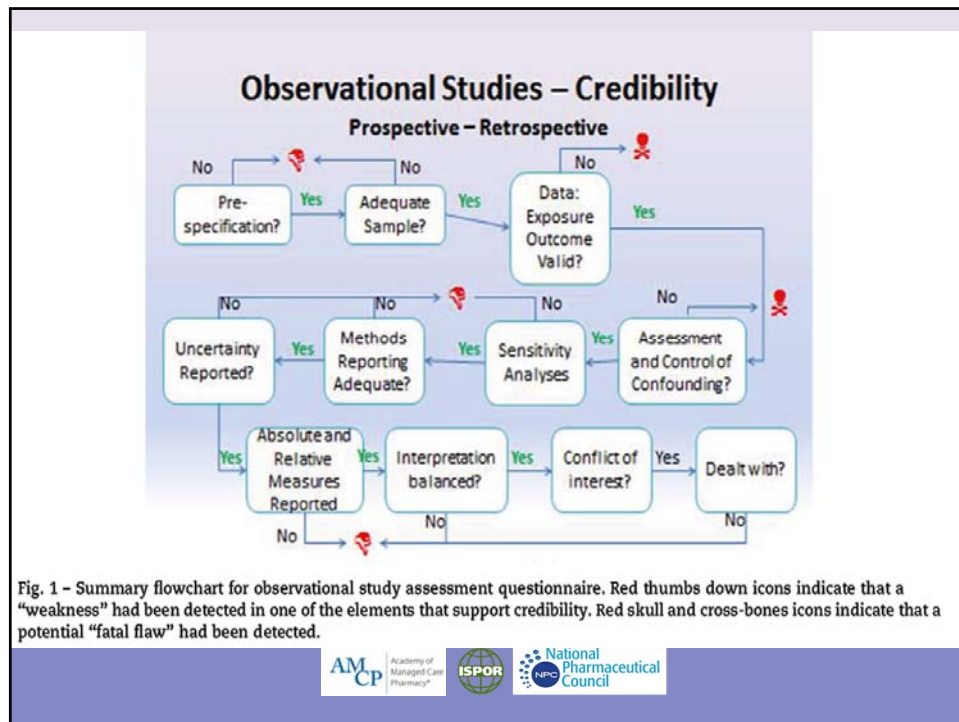 Observational Studies – Credibility
Prospective – Retrospective
No
No
No
Pre-
specification?
Yes
Adequate
Sample?
Yes
Data:
Exposure
Outcome
Valid?
Yes
No
No
No
No
Uncertainty
Reported?
Yes
Methods
Reporting
Adequate?
Yes
Sensitivity
Analyses
Yes
Assessment
and Control of
Confounding?
Yes
Absolute and
Relative
Measures
Reported
Yes
Interpretation
balanced?
Yes
Conflict of
interest?
Yes
Dealt with?
No
No
No
Fig. 1 – Summary flowchart for observational study assessment questionnaire. Red thumbs down icons indicate that a
“weakness” had been detected in one of the elements that support credibility. Red skull and cross-bones icons indicate that a
potential “fatal flaw” had been detected.
AMCP
Academy of
Managed Care
Pharmacy®
ISPOR
NPC
National
Pharmaceutical
Council